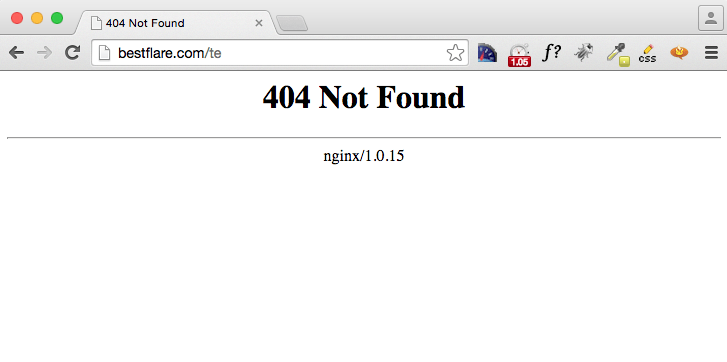 404 Not Found
bestflare.com/te
1.05
f?
css
404 Not Found
nginx/1.0.15